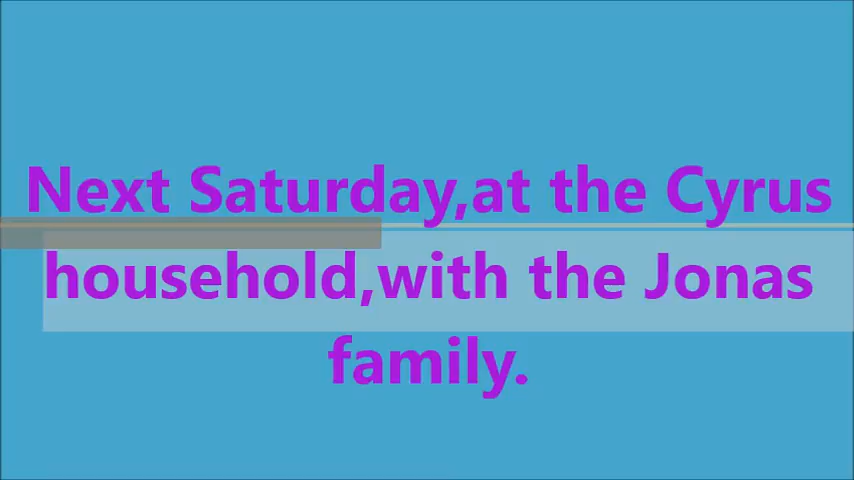 Next Saturday,at the Cyrus
household,with the Jonas
family.